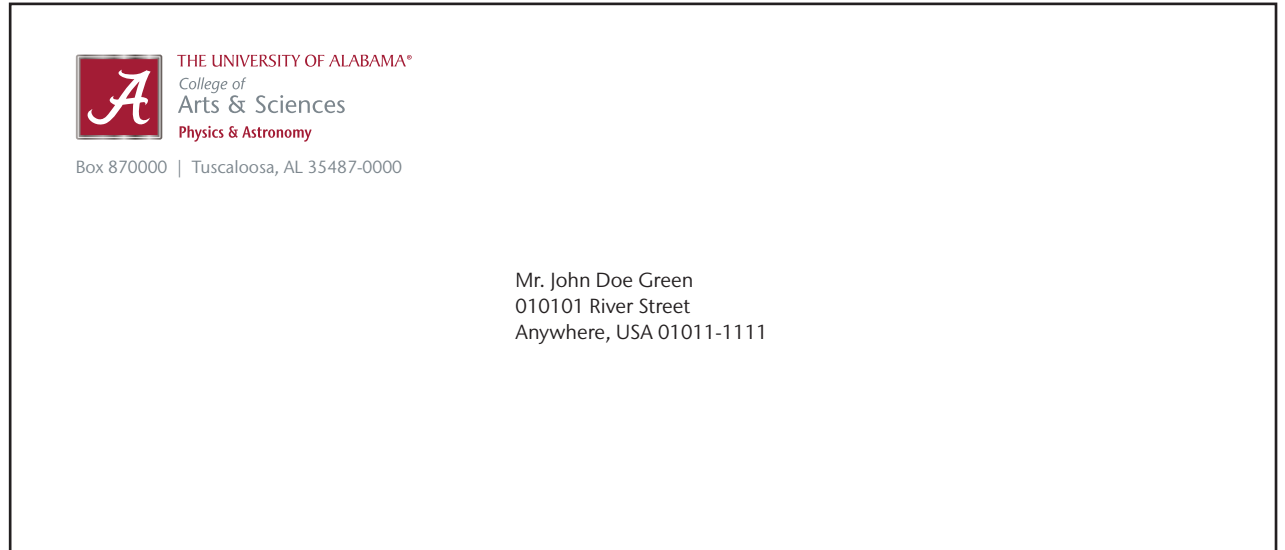 A
THE UNIVERSITY OF ALABAMA®
College of
Arts & Sciences
Physics & Astronomy
Box 870000 | Tuscaloosa, AL 35487-0000
Mr. John Doe Green
010101 River Street
Anywhere, USA 01011-1111